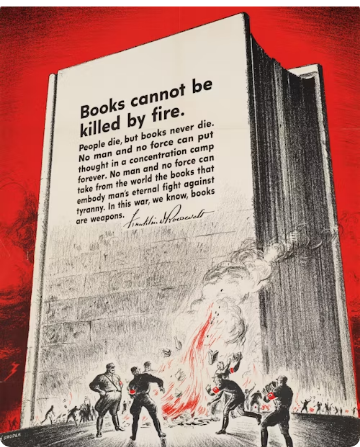 Books cannot be
killed by fire.
People die, but books never die.
No man and no force can put
thought in a concentration camp
forever. No man and no force can
take from the world the books that
embody man's eternal fight against
tyranny. In this war, we know, books
are weapons. Franklin D Roosevelt